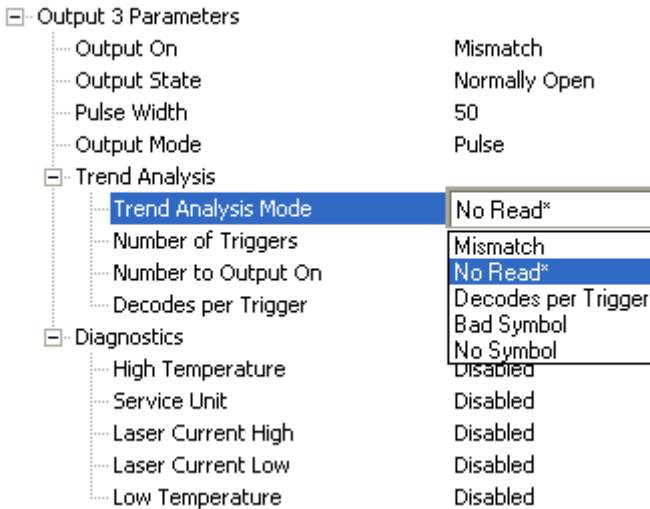 Output 3 Parameters
Output On Mismatch
Output State Normally Open
Pulse Width 50
Output Mode Pulse
Trend Analysis
Trend Analysis Mode No Read*
Number of Triggers Mismatch
Number to Output On No Read*
Decodes per Trigger Decodes per Trigger
Bad Symbol
Diagnostics No Symbol
High Temperature Disabled
Service Unit Disabled
Laser Current High Disabled
Laser Current Low Disabled
Low Temperature Disabled